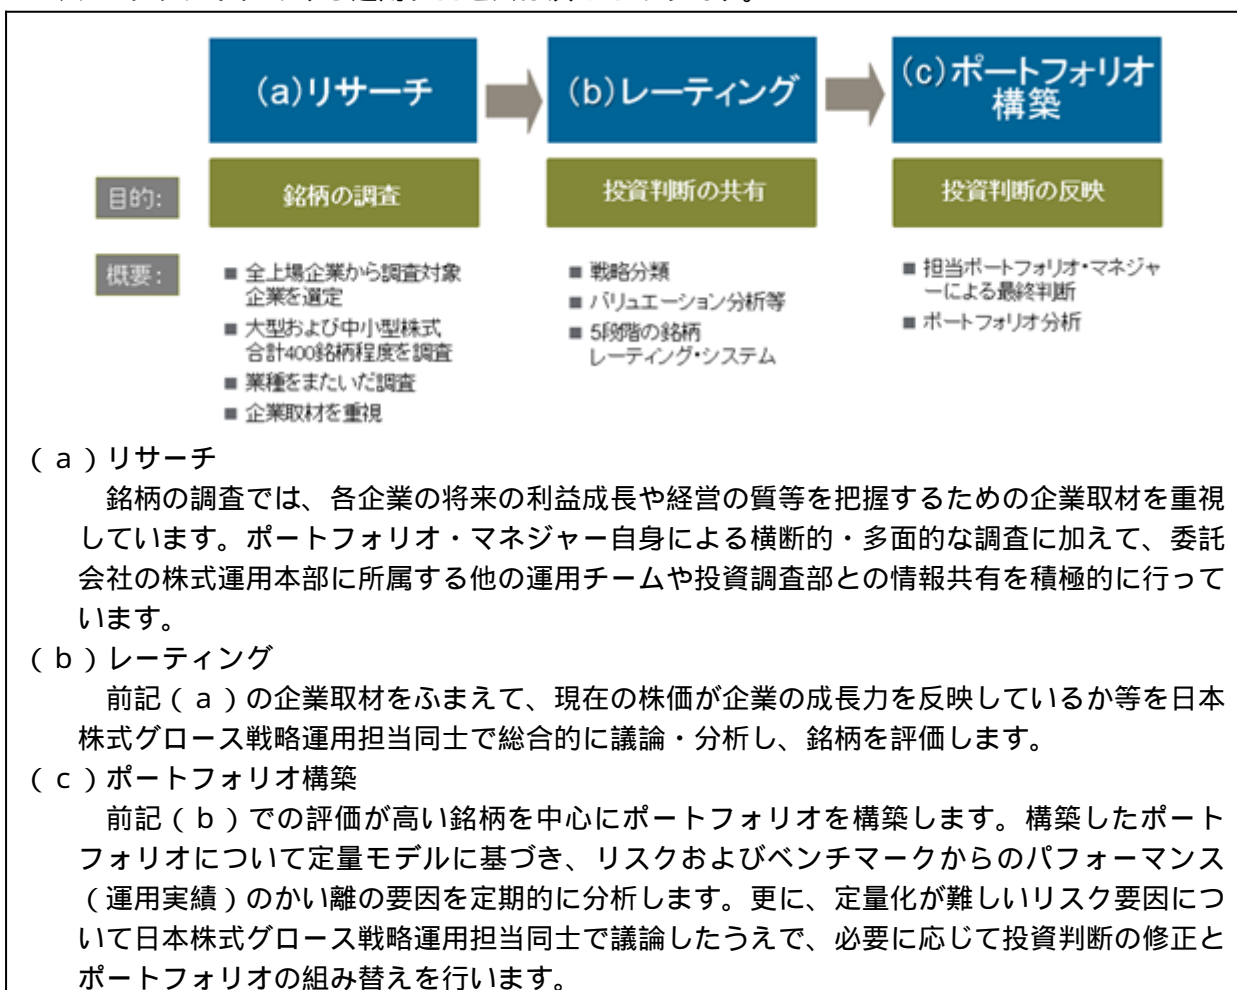 (a)リサーチ
(b)レーティング
(c)ポートフォリオ
構築
目的:
銘柄の調査
投資判断の共有
投資判断の反映
概要:
■ 全上場企業から調査対象
企業を選定
■ 大型および中小型株式
合計400銘柄程度を調査
■ 業種をまたいだ調査
■ 企業取材を重視
■ 戦略分類
■ バリュエーション分析等
■ 5段階の銘柄
レーティング・システム
■ 担当ポートフォリオ・マネジャ
ーによる最終判断
■ ポートフォリオ分析
(a)リサーチ
銘柄の調査では、各企業の将来の利益成長や経営の質等を把握するための企業取材を重視
しています。ポートフォリオ・マネジャー自身による横断的・多面的な調査に加えて、委託
会社の株式運用本部に所属する他の運用チームや投資調査部との情報共有を積極的に行って
います。
(b)レーティング
前記(a)の企業取材をふまえて、現在の株価が企業の成長力を反映しているか等を日本
株式グロース戦略運用担当同士で総合的に議論・分析し、銘柄を評価します。
(c)ポートフォリオ構築
前記(b)での評価が高い銘柄を中心にポートフォリオを構築します。構築したポート
フォリオについて定量モデルに基づき、リスクおよびベンチマークからのパフォーマンス
(運用実績)のかい離の要因を定期的に分析します。更に、定量化が難しいリスク要因につ
いて日本株式グロース戦略運用担当同士で議論したうえで、必要に応じて投資判断の修正と
ポートフォリオの組み替えを行います。